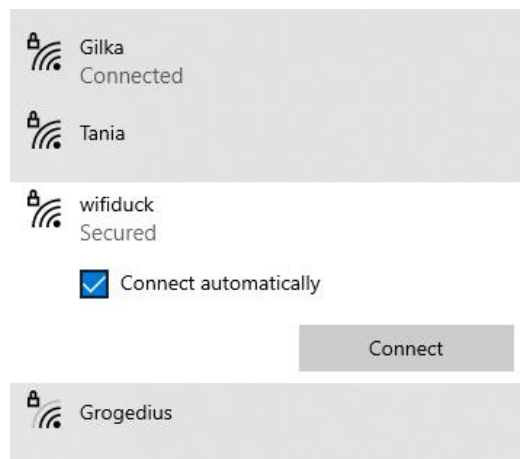 Gilka
Connected
Tania
wifiduck
Secured
Connect automatically
Connect
Grogedius